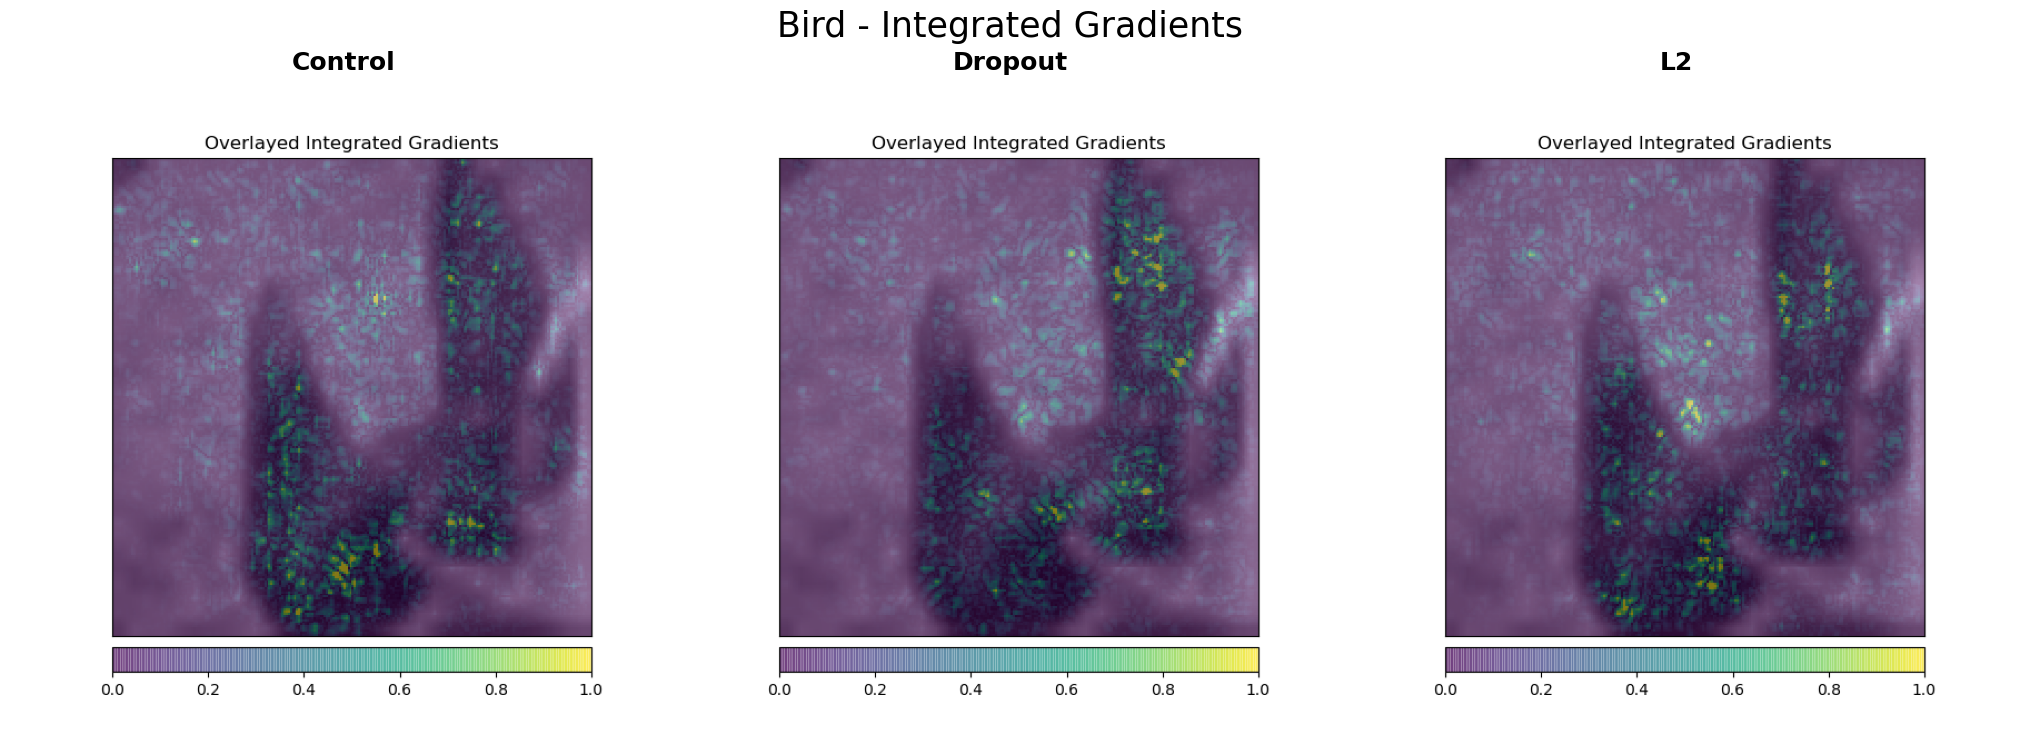 Bird - Integrated Gradients
Control
Dropout
L2
Overlayed Integrated Gradients
Overlayed Integrated Gradients
Overlayed Integrated Gradients
0.0 0.2 0.4 0.6 0.8 1.0
0.0 0.2 0.4 0.6 0.8 1.0
0.0 0.2 0.4 0.6 0.8 1.0